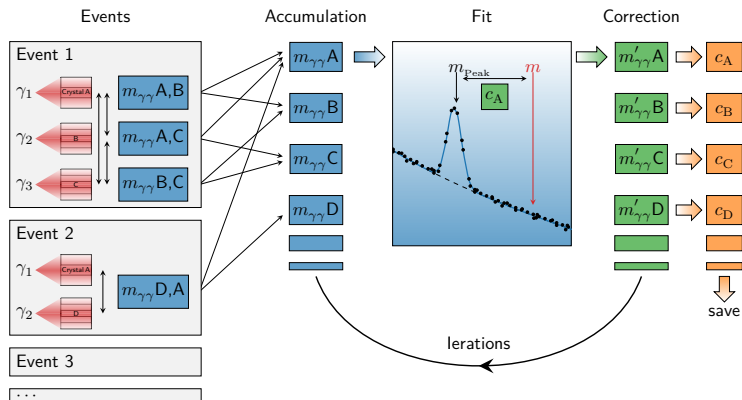 Events
Accumulation
Fit
Correction
Event 1
γ1
Crystal A
mγγA,B
γ2
B
mγγA,C
γ3
C
mγγB,C
Event 2
γ1
Crystal A
mγγD,A
γ2
D
Event 3
...
mγγA
mγγB
mγγC
mγγD
mPeak
m
cA
m′γγA
m′γγB
m′γγC
m′γγD
cA
cB
cC
cD
save
Ierations